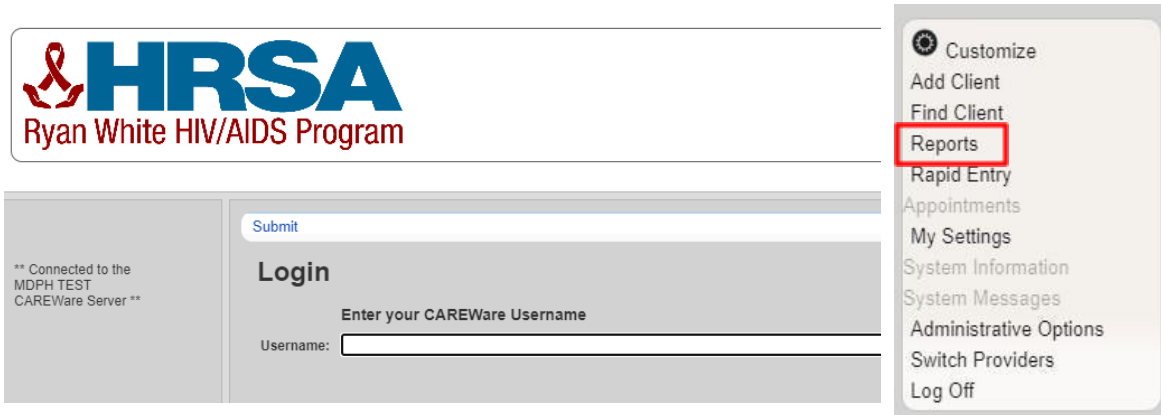 HRSA
Ryan White HIV/AIDS Program
Submit
Login
** Connected to the
MDPH TEST
CAREWare Server **
Enter your CAREWare Username
Username:
Customize
Add Client
Find Client
Reports
Rapid Entry
Appointments
My Settings
System Information
System Messages
Administrative Options
Switch Providers
Log Off